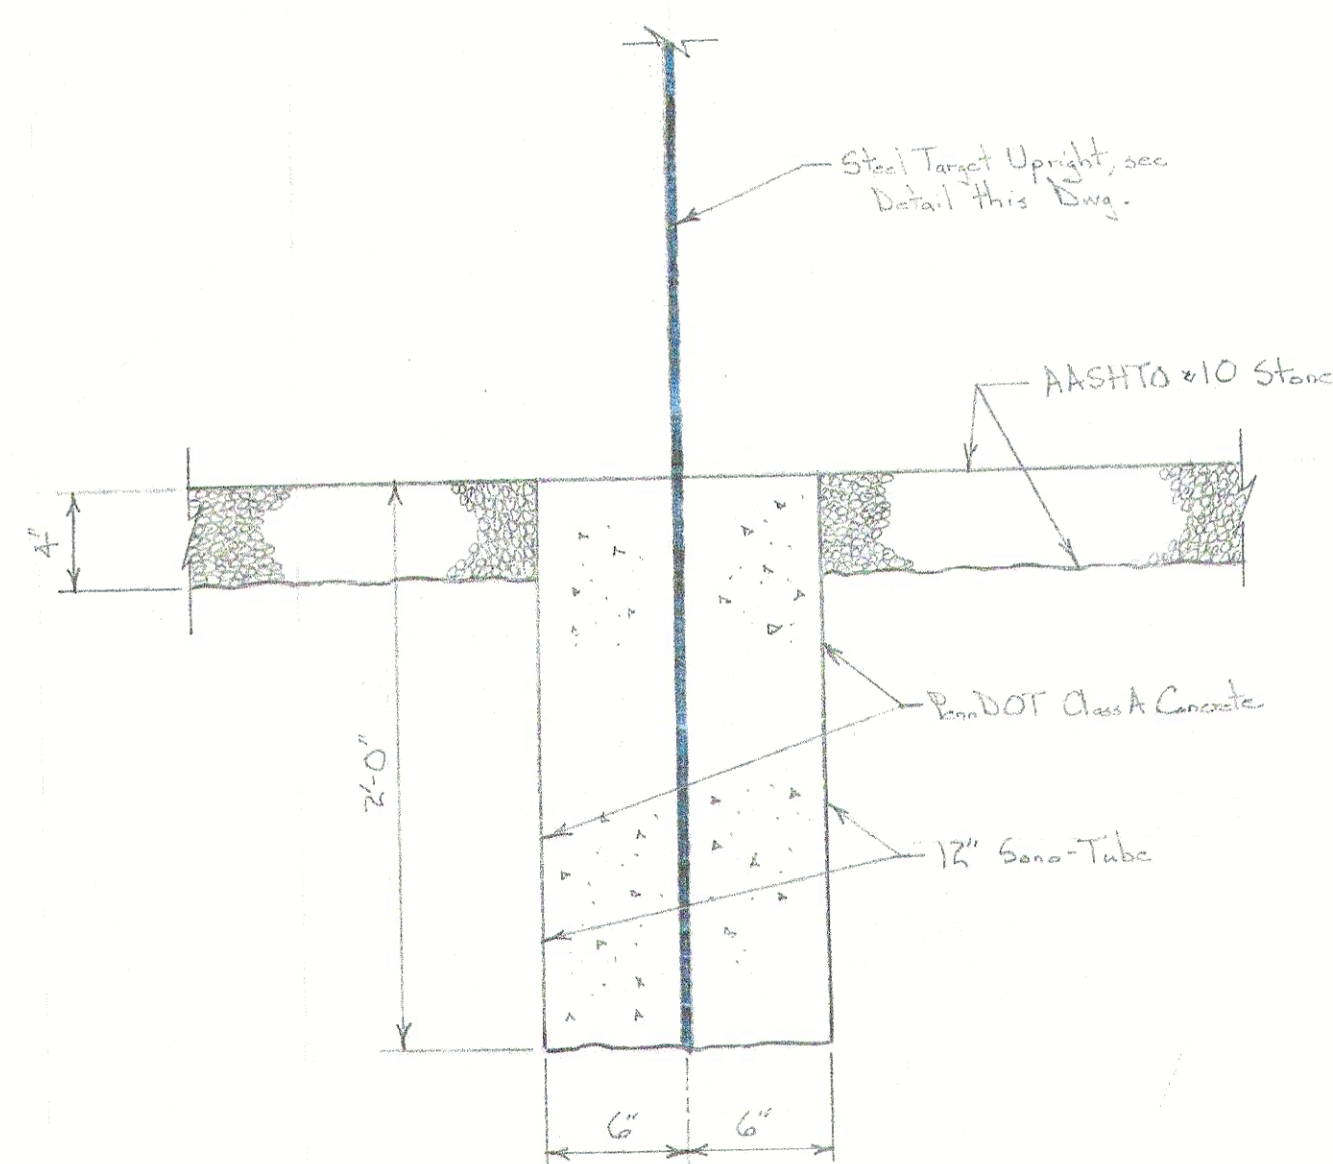 Steel Target Upright, see
Detail this Dwg.
AASHTO #10 Stone
4"
PennDOT Class A Concrete
2'-0"
12" Sono-Tube
6" 6"